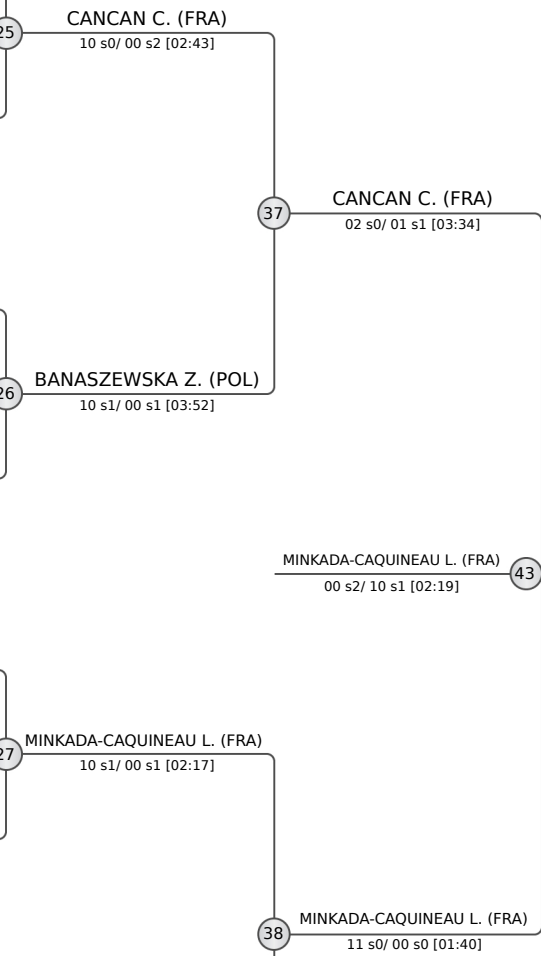 25
CANCAN C. (FRA)
10 s0/ 00 s2 [02:43]
37
CANCAN C. (FRA)
02 s0/ 01 s1 [03:34]
26
BANASZEWSKA Z. (POL)
10 s1/ 00 s1 [03:52]
MINKADA-CAQUINEAU L. (FRA)
43
00 s2/ 10 s1 [02:19]
27
MINKADA-CAQUINEAU L. (FRA)
10 s1/ 00 s1 [02:17]
38
MINKADA-CAQUINEAU L. (FRA)
11 s0/ 00 s0 [01:40]